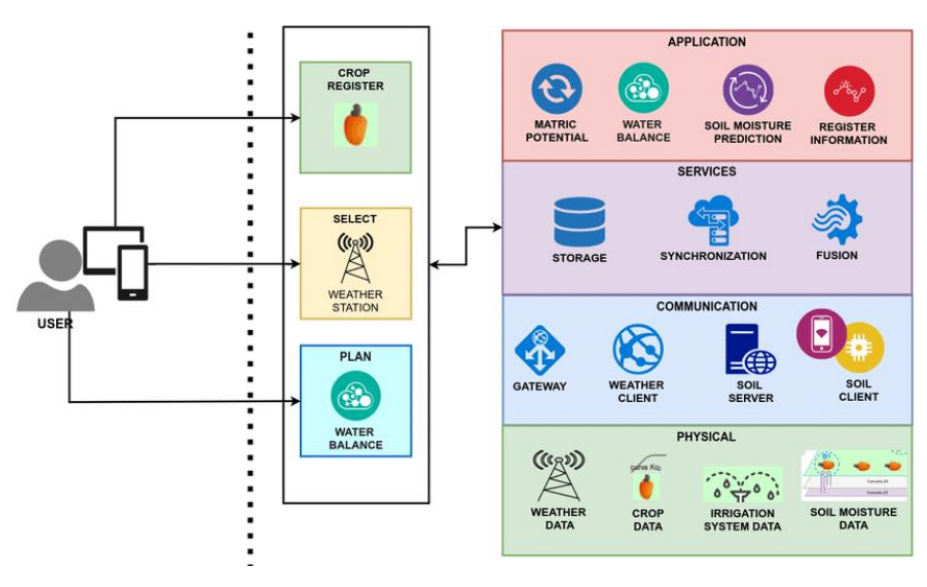 USER
CROP
REGISTER
SELECT
WEATHER
STATION
PLAN
WATER
BALANCE
APPLICATION
MATRIC
POTENTIAL
WATER
BALANCE
SOIL MOISTURE
PREDICTION
REGISTER
INFORMATION
SERVICES
STORAGE
SYNCHRONIZATION
FUSION
COMMUNICATION
GATEWAY
WEATHER
CLIENT
SOIL
SERVER
SOIL
CLIENT
PHYSICAL
WEATHER
DATA
CROP
DATA
IRRIGATION
SYSTEM DATA
SOIL MOISTURE
DATA